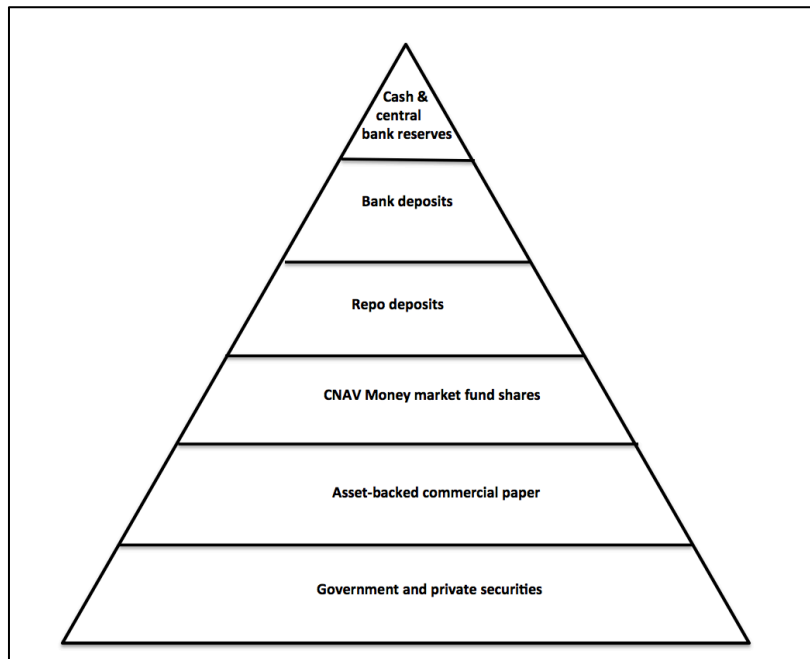 Cash &
central
bank reserves
Bank deposits
Repo deposits
CNAV Money market fund shares
Asset-backed commercial paper
Government and private securities